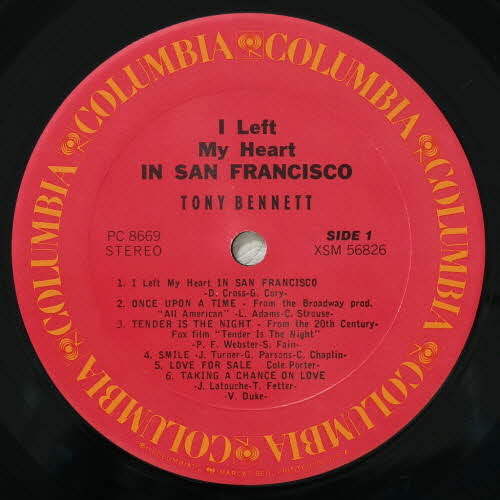 COLUMBIA COLUMBIA COLUMBIA COLUMBIA COLUMBIA COLUMBIA
I Left
My Heart
IN SAN FRANCISCO
TONY BENNETT
PC 8669
STEREO
SIDE 1
XSM 56826
1. I Left My Heart IN SAN FRANCISCO
-D. Cross-G. Cory-
2. ONCE UPON A TIME - From the Broadway prod.
"All American" -L. Adams-C. Strouse-
3. TENDER IS THE NIGHT - From the 20th Century-
Fox film "Tender Is The Night"
- P. F. Webster-S. Fain-
4. SMILE -J. Turner-G. Parsons-C. Chaplin-
5. LOVE FOR SALE Cole Porter-
6. TAKING A CHANCE ON LOVE
-J. Latouche-T. Fetter-
-V. Duke-